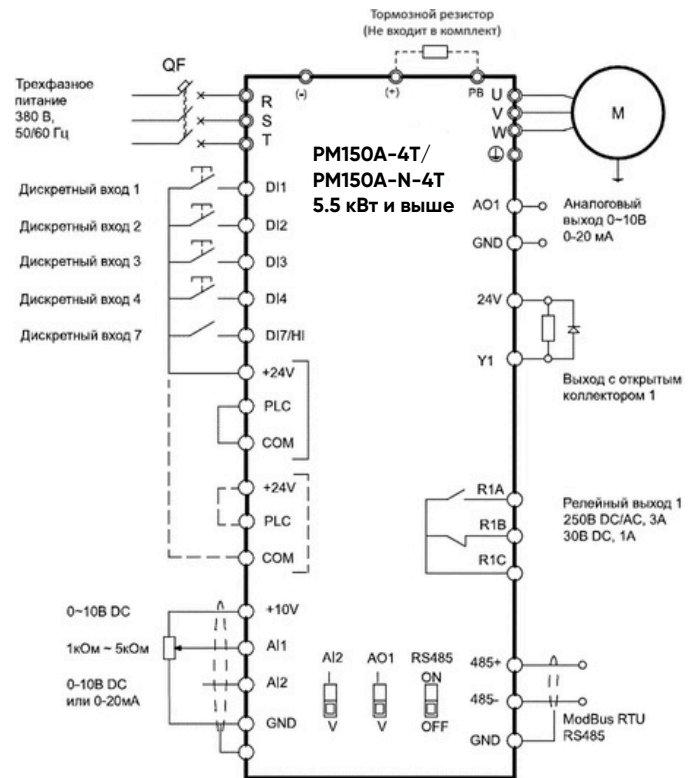 Тормозной резистор
(Не входит в комплект)
QF
Трехфазное
питание
380 В,
50/60 Гц
R
S
T
(-)
(+)
PB
U
V
W
M
PM150A-4T/
PM150A-N-4T
5.5 кВт и выше
Дискретный вход 1
DI1
Дискретный вход 2
DI2
Дискретный вход 3
DI3
Дискретный вход 4
DI4
Дискретный вход 7
DI7/HI
+24V
PLC
COM
+24V
PLC
COM
0~10В DC
+10V
1кОм ~ 5кОм
AI1
0-10В DC
или 0-20мА
AI2
GND
AO1
GND
Аналоговый
выход 0~10В
0-20 мА
24V
Y1
Выход с открытым
коллектором 1
R1A
R1B
R1C
Релейный выход 1
250В DC/AC, 3А
30В DC, 1А
AI2
I
V
AO1
I
V
RS485
ON
OFF
485+
485-
GND
ModBus RTU
RS485